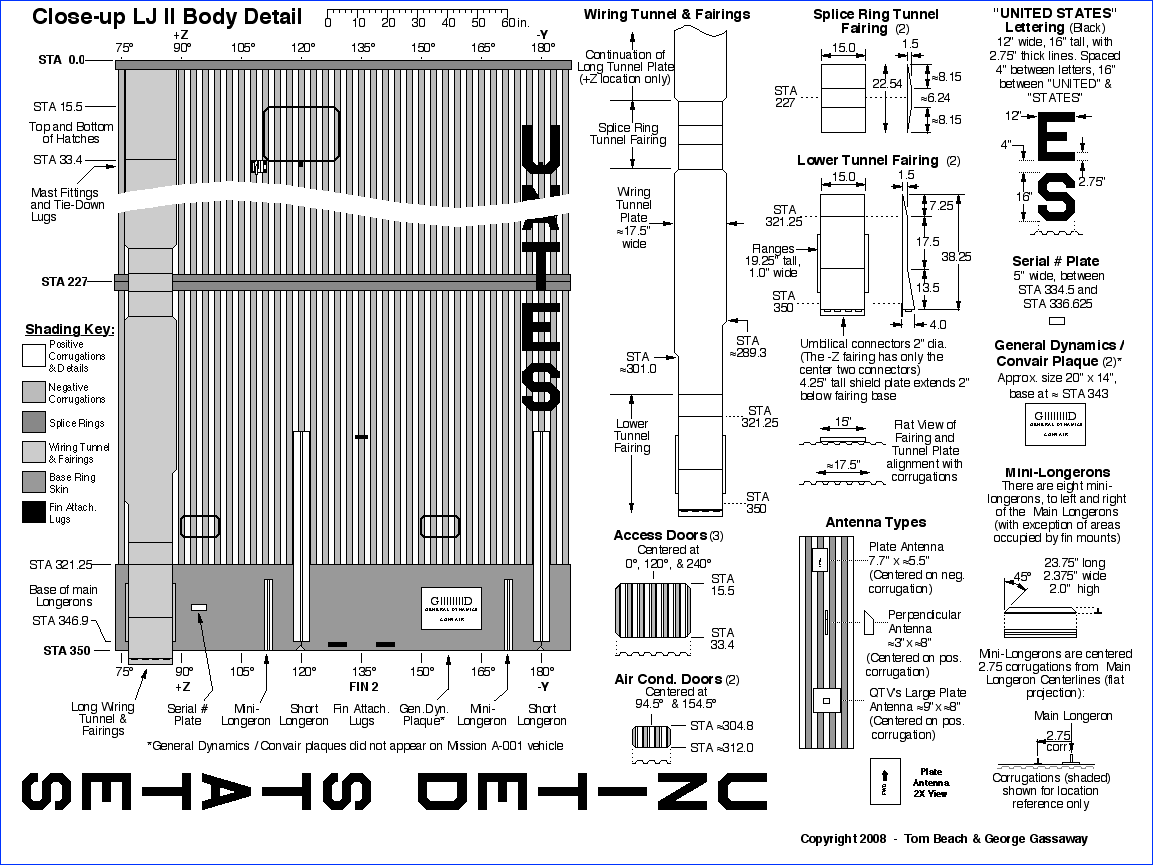 Close-up LJ II Body Detail
0 10 20 30 40 50 60 in.
+Z -Y
75° 90° 105° 120° 135° 150° 165° 180°
STA 0.0
STA 15.5
Top and Bottom
of Hatches
STA 33.4
Mast Fittings
and Tie-Down
Lugs
STA 227
Shading Key:
Positive
Corrugations
& Details
Negative
Corrugations
Splice Rings
Wiring Tunnel
& Fairings
Base Ring
Skin
Fin Attach.
Lugs
STA 321.25
Base of main
Longerons
STA 346.9
STA 350
GIIIIIIIID
GENERAL DYNAMICS
CONVAIR
75° 90° 105° 120° 135° 150° 165° 180°
+Z FIN 2 -Y
Long Wiring
Tunnel &
Fairings
Serial #
Plate
Mini-
Longeron
Short
Longeron
Fin Attach.
Lugs
Gen.Dyn.
Plaque*
Mini-
Longeron
Short
Longeron
*General Dynamics / Convair plaques did not appear on Mission A-001 vehicle
UNITED STATES
Wiring Tunnel & Fairings
Continuation of
Long Tunnel Plate
(+Z location only)
Splice Ring
Tunnel Fairing
Wiring
Tunnel
Plate
≈17.5"
wide
STA
≈289.3
STA
≈301.0
STA
321.25
Lower
Tunnel
Fairing
STA
350
Access Doors (3)
Centered at
0°, 120°, & 240°
STA
15.5
STA
33.4
Air Cond. Doors (2)
Centered at
94.5° & 154.5°
STA ≈304.8
STA ≈312.0
Splice Ring Tunnel
Fairing (2)
15.0 1.5
STA
227
22.54
≈8.15
≈6.24
≈8.15
Lower Tunnel Fairing (2)
15.0 1.5
STA
321.25
7.25
17.5
38.25
13.5
4.0
Flanges
19.25" tall,
1.0" wide
STA
350
Umbilical connectors 2" dia.
(The -Z fairing has only the
center two connectors)
4.25" tall shield plate extends 2"
below fairing base
15"
≈17.5"
Flat View of
Fairing and
Tunnel Plate
alignment with
corrugations
Antenna Types
Plate Antenna
7.7" x ≈5.5"
(Centered on neg.
corrugation)
Perpendicular
Antenna
≈3" x ≈8"
(Centered on pos.
corrugation)
QTV's Large Plate
Antenna ≈9" x ≈8"
(Centered on pos.
corrugation)
FWD
Plate
Antenna
2X View
"UNITED STATES"
Lettering (Black)
12" wide, 16" tall, with
2.75" thick lines. Spaced
4" between letters, 16"
between "UNITED" &
"STATES"
12"
E
4"
2.75"
16"
S
Serial # Plate
5" wide, between
STA 334.5 and
STA 336.625
General Dynamics /
Convair Plaque (2)*
Approx. size 20" x 14",
base at ≈ STA 343
GIIIIIIIID
GENERAL DYNAMICS
CONVAIR
Mini-Longerons
There are eight mini-
longerons, to left and right
of the Main Longerons
(with exception of areas
occupied by fin mounts)
45°
23.75" long
2.375" wide
2.0" high
Mini-Longerons are centered
2.75 corrugations from Main
Longeron Centerlines (flat
projection):
Main Longeron
2.75
corr.
Corrugations (shaded)
shown for location
reference only
Copyright 2008 - Tom Beach & George Gassaway